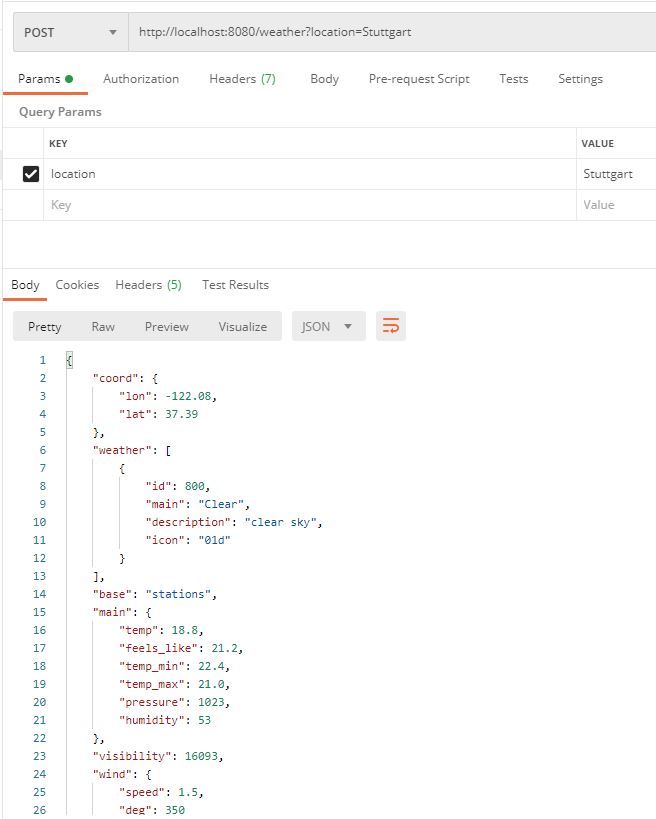 POST http://localhost:8080/weather?location=Stuttgart
Params Authorization Headers (7) Body Pre-request Script Tests Settings
Query Params
KEY VALUE
location Stuttgart
Key Value
Body Cookies Headers (5) Test Results
Pretty Raw Preview Visualize JSON
1 {
2 "coord": {
3 "lon": -122.08,
4 "lat": 37.39
5 },
6 "weather": [
7 {
8 "id": 800,
9 "main": "Clear",
10 "description": "clear sky",
11 "icon": "01d"
12 }
13 ],
14 "base": "stations",
15 "main": {
16 "temp": 18.8,
17 "feels_like": 21.2,
18 "temp_min": 22.4,
19 "temp_max": 21.0,
20 "pressure": 1023,
21 "humidity": 53
22 },
23 "visibility": 16093,
24 "wind": {
25 "speed": 1.5,
26 "deg": 350